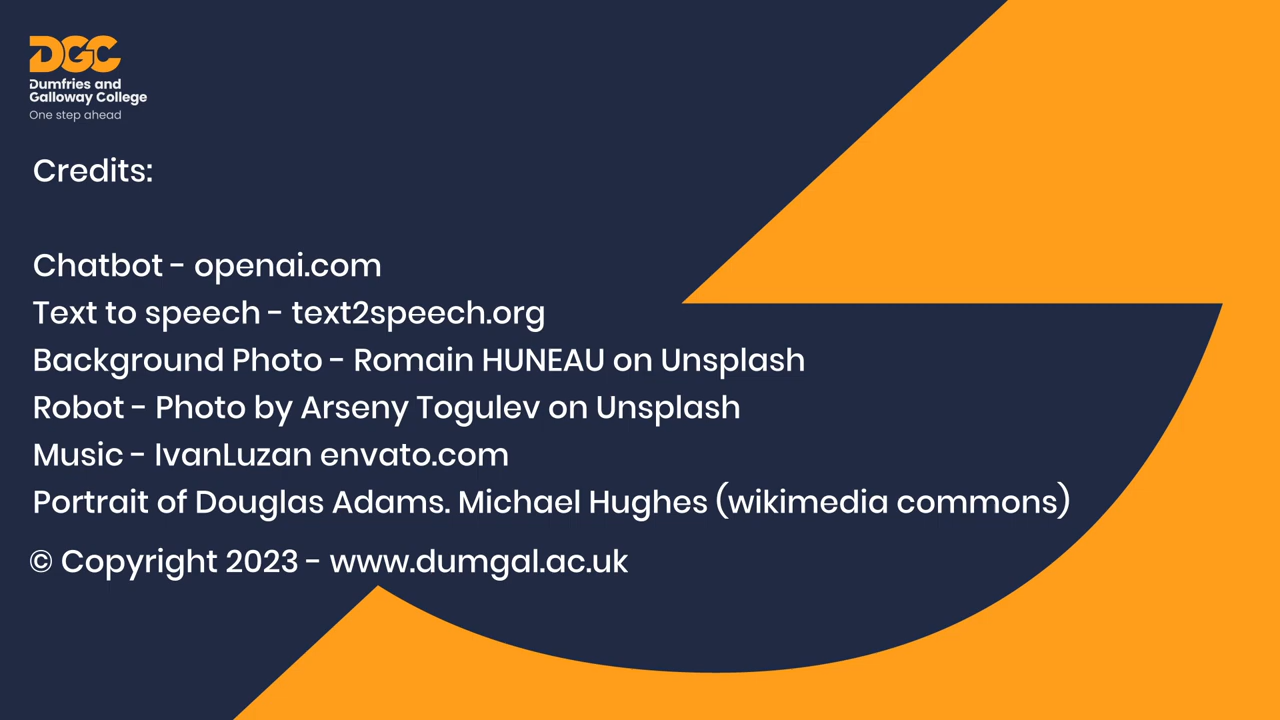 DGC
Dumfries and
Galloway College
One step ahead
Credits:
Chatbot - openai.com
Text to speech - text2speech.org
Background Photo - Romain HUNEAU on Unsplash
Robot - Photo by Arseny Togulev on Unsplash
Music - IvanLuzan envato.com
Portrait of Douglas Adams. Michael Hughes (wikimedia commons)
© Copyright 2023 - www.dumgal.ac.uk